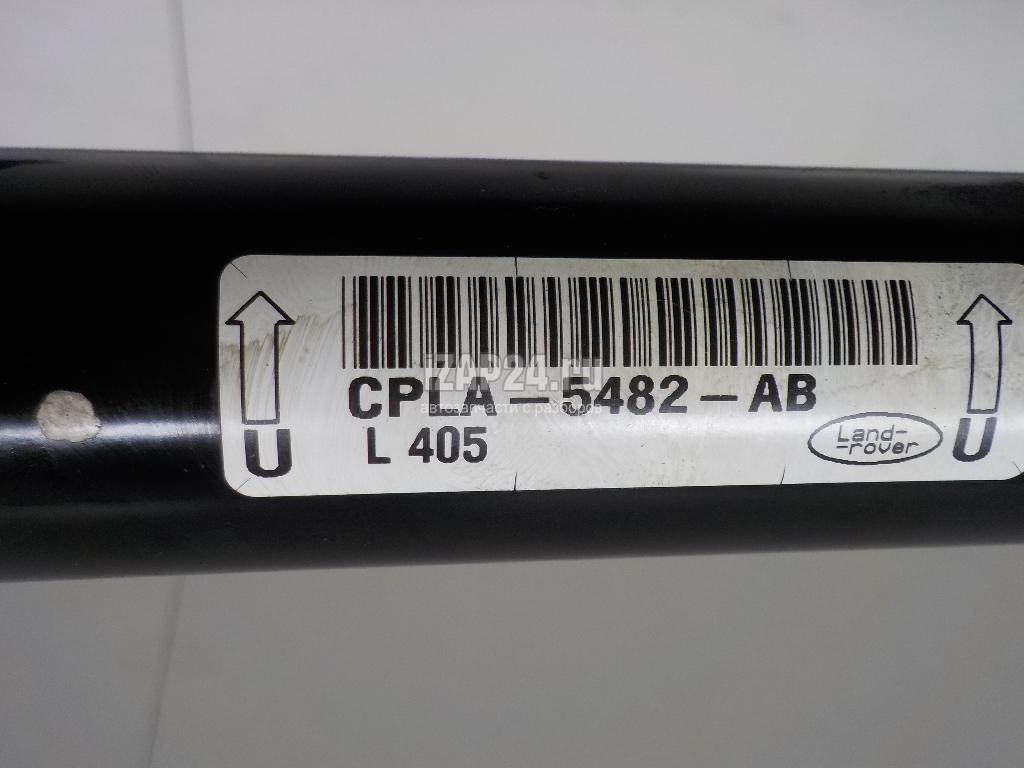 iZAP24.ru
CPLA-5482-AB
автозапчасти с разборов
L 405
Land-
-rover
U
U